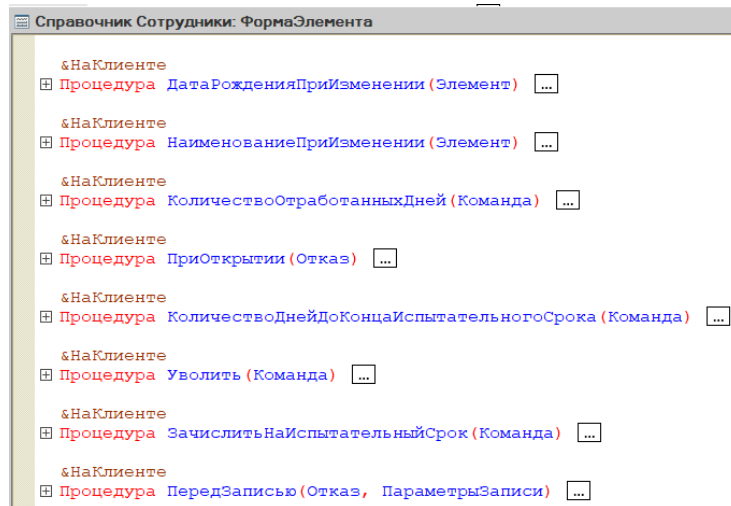 Справочник Сотрудники: ФормаЭлемента
&НаКлиенте
Процедура ДатаРожденияПриИзменении(Элемент) ...
&НаКлиенте
Процедура НаименованиеПриИзменении(Элемент) ...
&НаКлиенте
Процедура КоличествоОтработанныхДней(Команда) ...
&НаКлиенте
Процедура ПриОткрытии(Отказ) ...
&НаКлиенте
Процедура КоличествоДнейДоКонцаИспытательногоСрока(Команда) ...
&НаКлиенте
Процедура Уволить(Команда) ...
&НаКлиенте
Процедура ЗачислитьНаИспытательныйСрок(Команда) ...
&НаКлиенте
Процедура ПередЗаписью(Отказ, ПараметрыЗаписи) ...